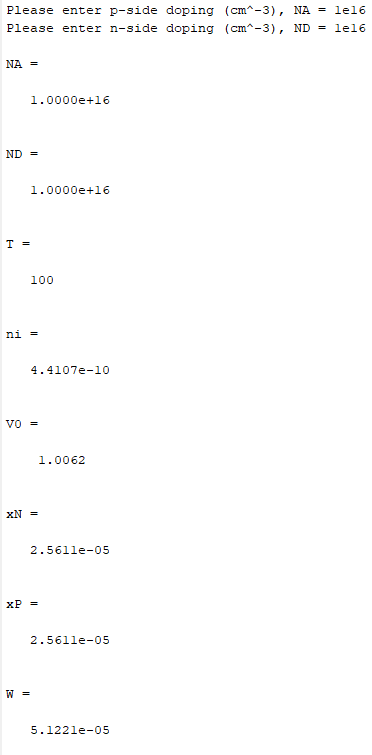 Please enter p-side doping (cm^-3), NA = 1e16
Please enter n-side doping (cm^-3), ND = 1e16
NA =
1.0000e+16
ND =
1.0000e+16
T =
100
ni =
4.4107e-10
V0 =
1.0062
xN =
2.5611e-05
xP =
2.5611e-05
W =
5.1221e-05